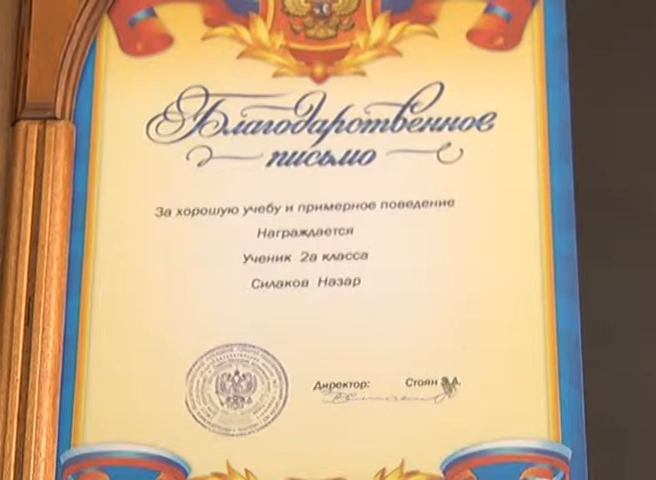 Благодарственное
письмо
За хорошую учебу и примерное поведение
Награждается
Ученик 2а класса
Силаков Назар
Директор: Стоян